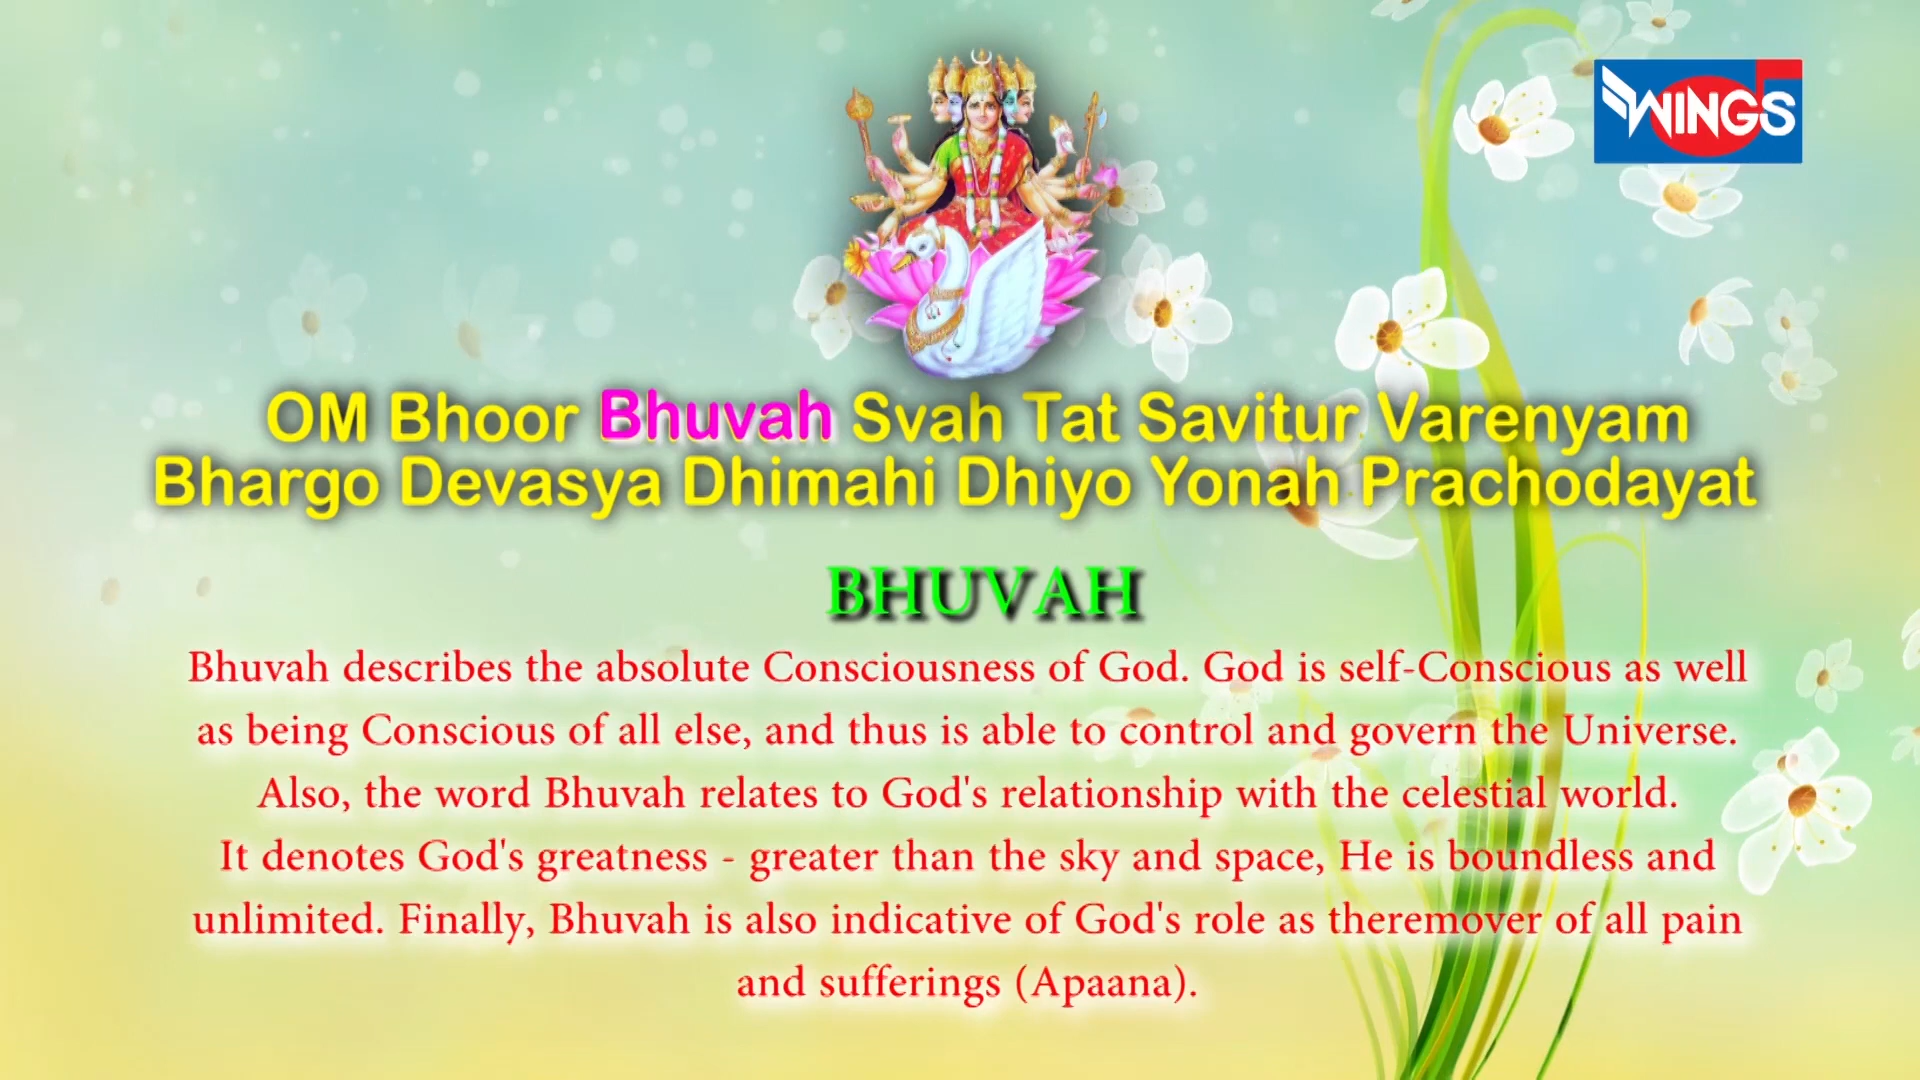 WINGS
OM Bhoor Bhuvah Svah Tat Savitur Varenyam
Bhargo Devasya Dhimahi Dhiyo Yonah Prachodayat
BHUVAH
Bhuvah describes the absolute Consciousness of God. God is self-Conscious as well
as being Conscious of all else, and thus is able to control and govern the Universe.
Also, the word Bhuvah relates to God's relationship with the celestial world.
It denotes God's greatness - greater than the sky and space, He is boundless and
unlimited. Finally, Bhuvah is also indicative of God's role as theremover of all pain
and sufferings (Apaana).